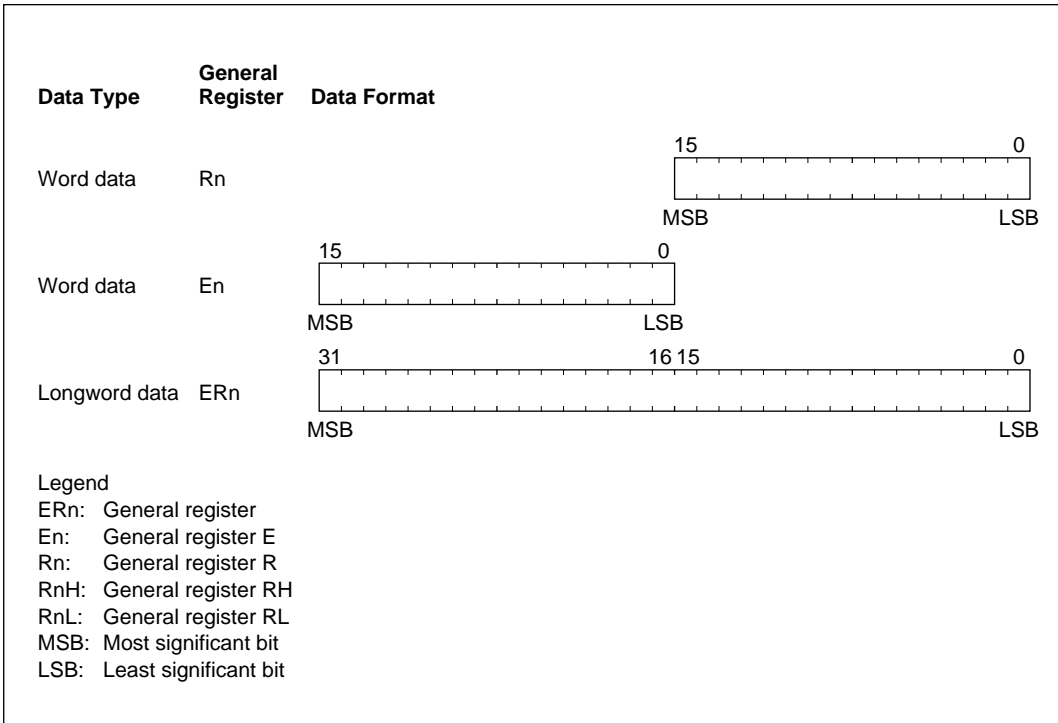 General
Data Type Register Data Format
15 0
Word data Rn
MSB LSB
15 0
Word data En
MSB LSB
31 16 15 0
Longword data ERn
MSB LSB
Legend
ERn: General register
En: General register E
Rn: General register R
RnH: General register RH
RnL: General register RL
MSB: Most significant bit
LSB: Least significant bit